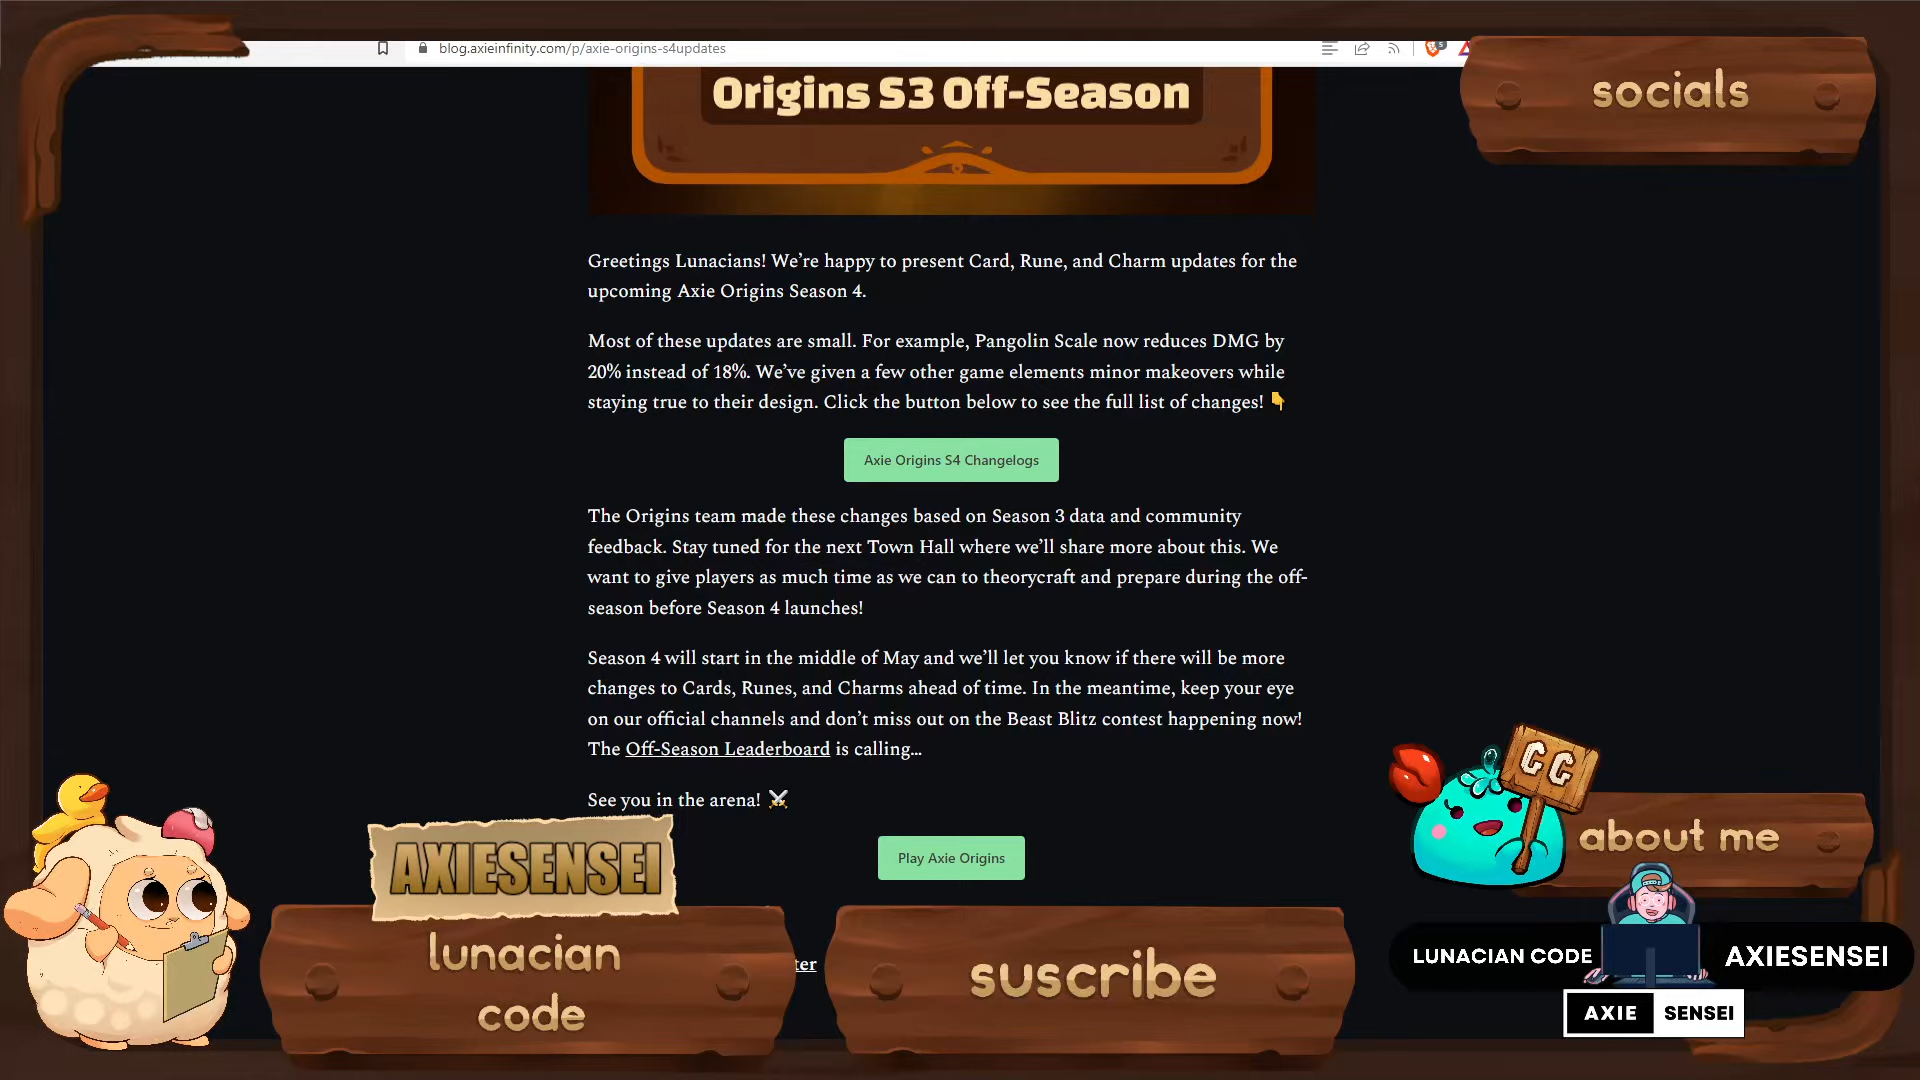 blog.axieinfinity.com/p/axie-origins-s4updates
socials
Origins S3 Off-Season
Greetings Lunacians! We’re happy to present Card, Rune, and Charm updates for the
upcoming Axie Origins Season 4.
Most of these updates are small. For example, Pangolin Scale now reduces DMG by
20% instead of 18%. We’ve given a few other game elements minor makeovers while
staying true to their design. Click the button below to see the full list of changes! 👇
Axie Origins S4 Changelogs
The Origins team made these changes based on Season 3 data and community
feedback. Stay tuned for the next Town Hall where we’ll share more about this. We
want to give players as much time as we can to theorycraft and prepare during the off-
season before Season 4 launches!
Season 4 will start in the middle of May and we’ll let you know if there will be more
changes to Cards, Runes, and Charms ahead of time. In the meantime, keep your eye
on our official channels and don’t miss out on the Beast Blitz contest happening now!
The Off-Season Leaderboard is calling...
See you in the arena! ⚔
GG
about me
Play Axie Origins
AXIESENSEI
lunacian
code
ter
suscribe
LUNACIAN CODE
AXIESENSEI
AXIE SENSEI